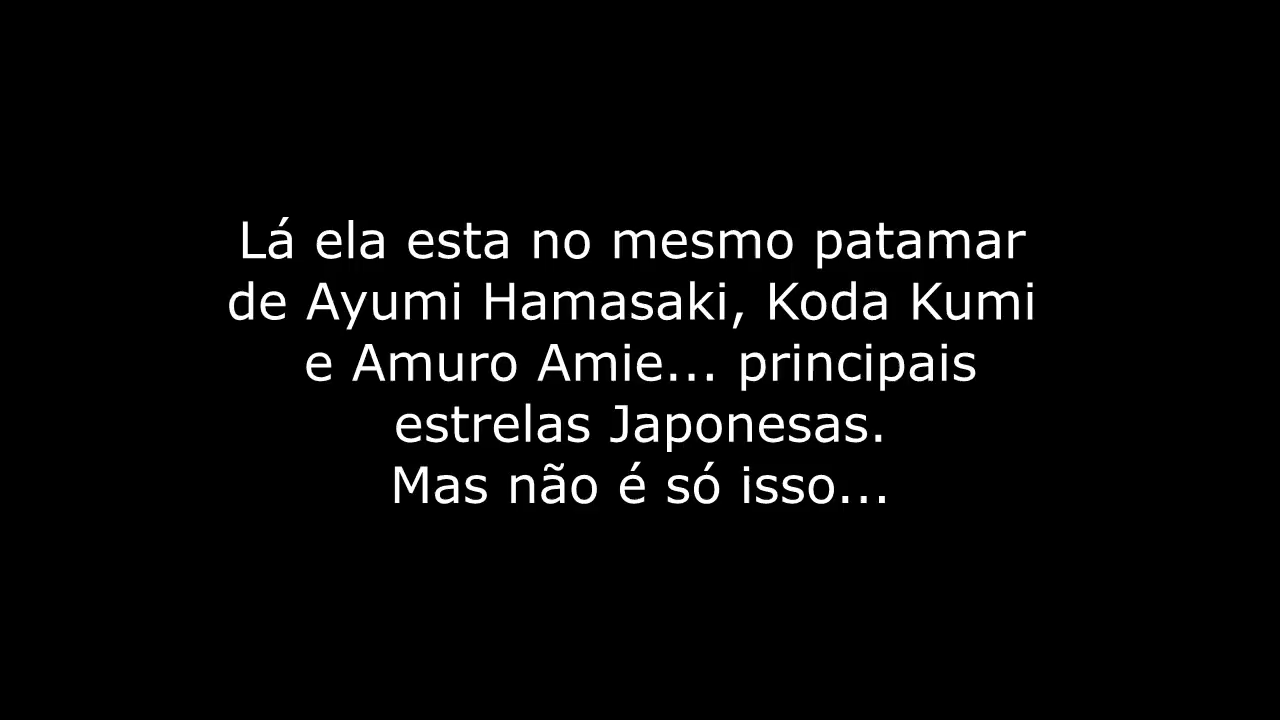 Lá ela esta no mesmo patamar
de Ayumi Hamasaki, Koda Kumi
e Amuro Amie... principais
estrelas Japonesas.
Mas não é só isso...